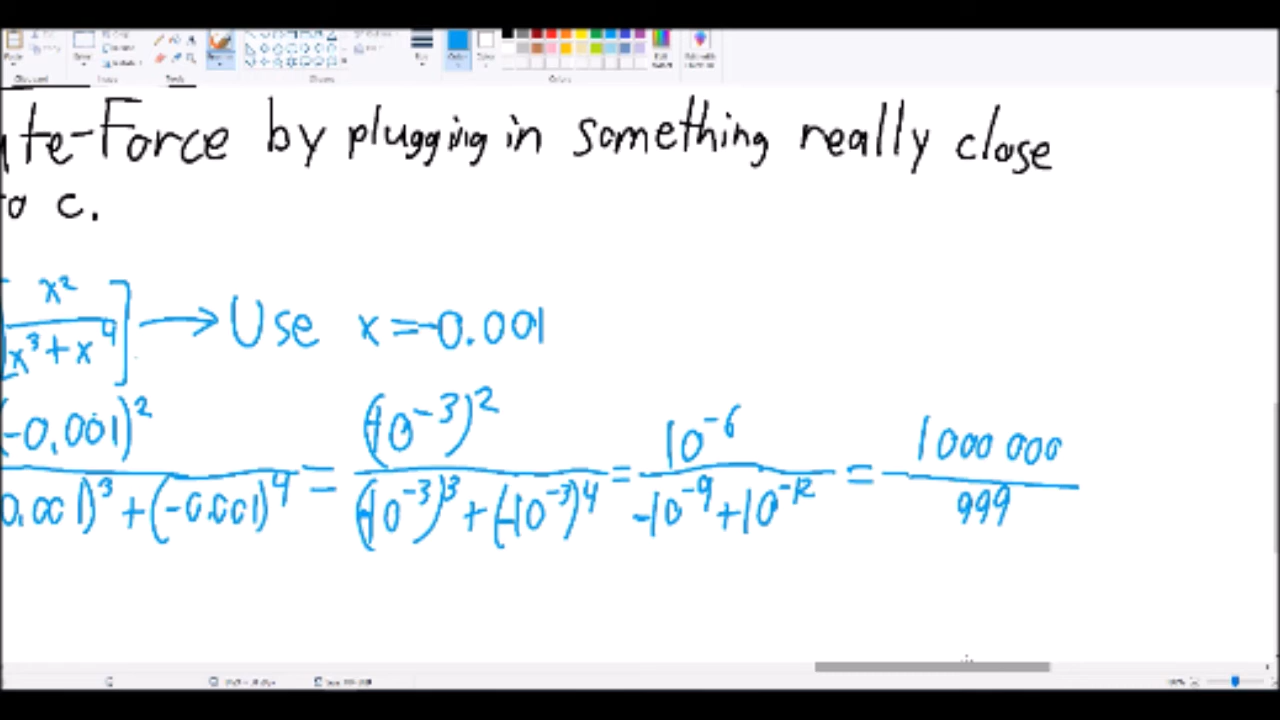 te-Force by plugging in something really close
to c.
x²
x³+x⁴ → Use x=-0.001
(-0.001)² (-10⁻³)² 10⁻⁶ 1000 000
0.001)³+(-0.001)⁴ = (-10⁻³)³+(-10⁻³)⁴ = -10⁻⁹+10⁻¹² = 999